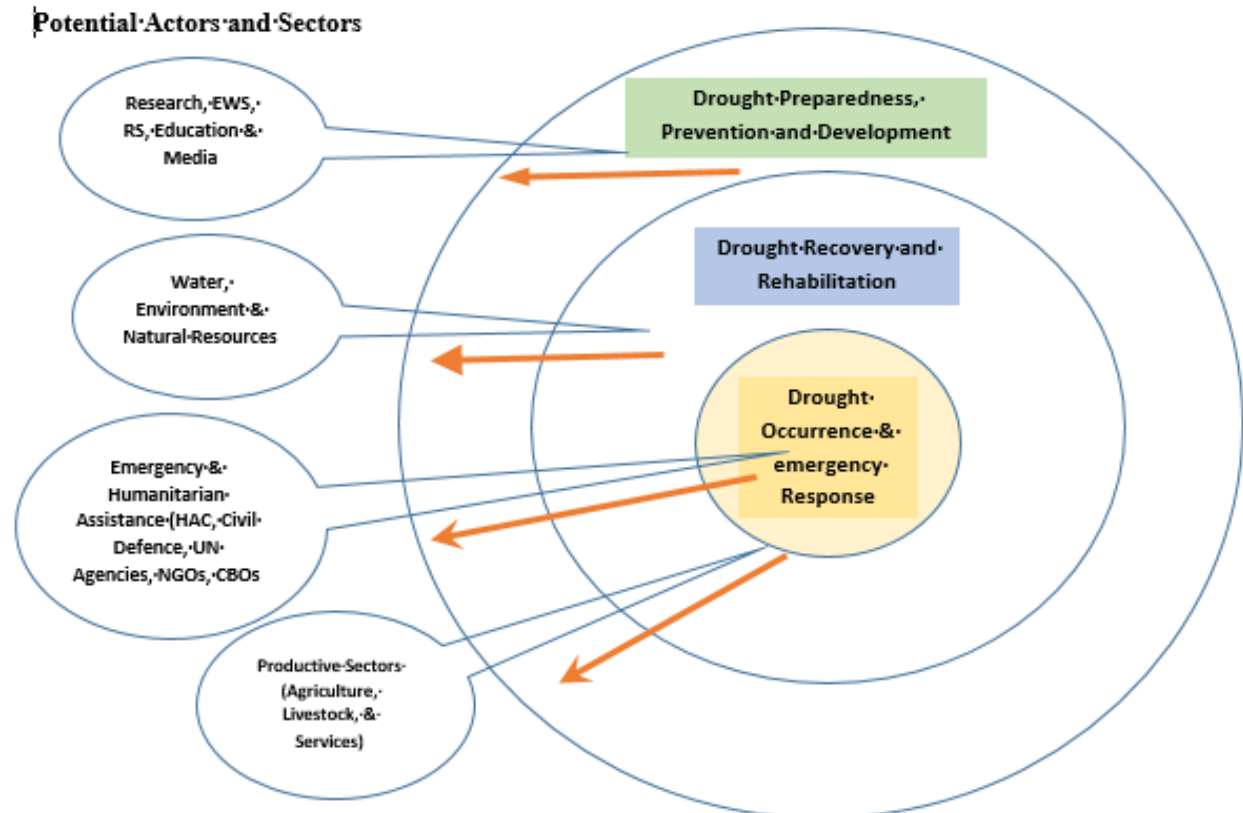 Potential·Actors·and·Sectors
Research,·EWS,·
RS,·Education·&·
Media
Drought·Preparedness,·
Prevention·and·Development
Water,·
Environment·&·
Natural·Resources
Drought·Recovery·and·
Rehabilitation
Drought·
Occurrence·&·
emergency·
Response
Emergency·&·
Humanitarian·
Assistance·(HAC,·Civil·
Defence,·UN·
Agencies,·NGOs,·CBOs
Productive·Sectors·
(Agriculture,·
Livestock,·&·
Services)